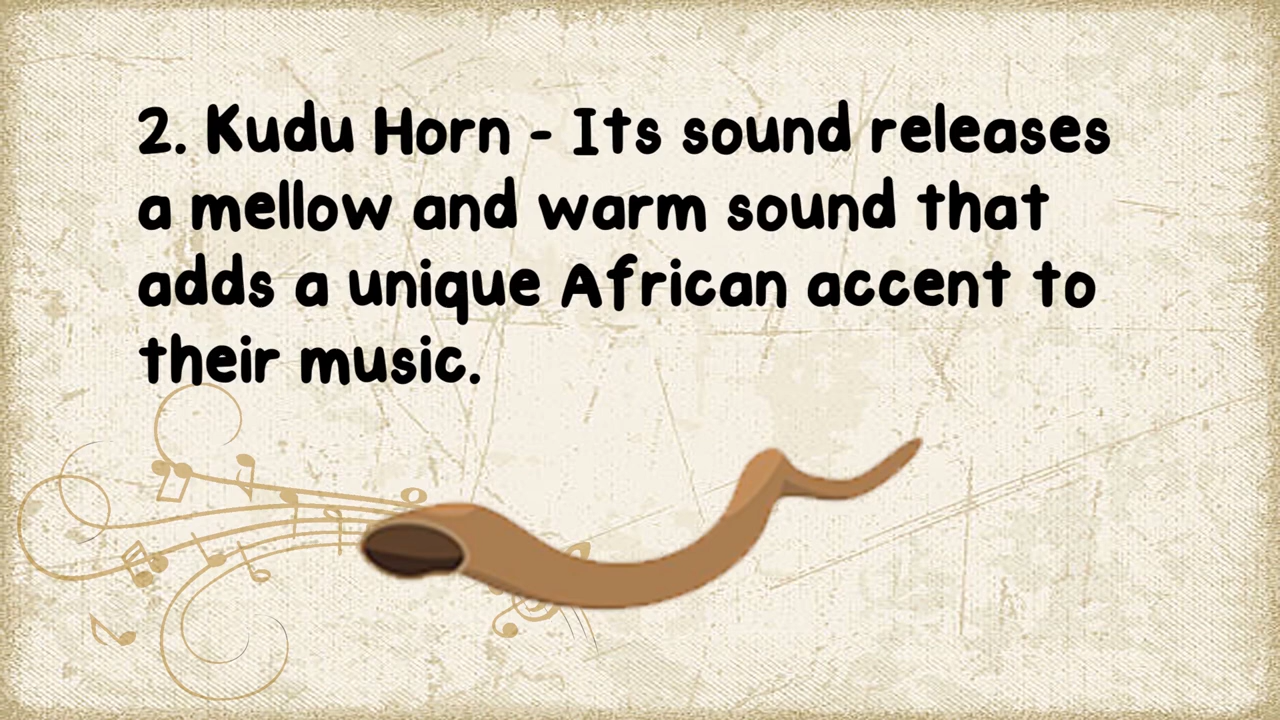 2. Kudu Horn - Its sound releases
a mellow and warm sound that
adds a unique African accent to
their music.